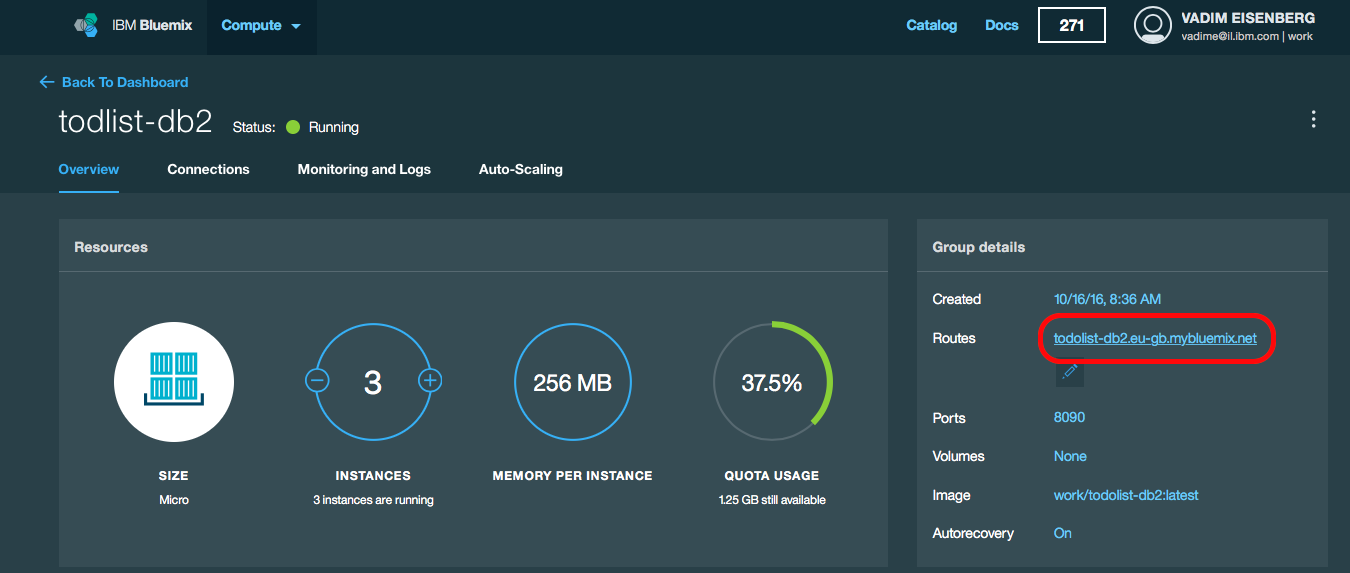 IBM Bluemix Compute Catalog Docs 271 VADIM EISENBERG
vadime@il.ibm.com | work
Back To Dashboard
todlist-db2 Status: Running
Overview Connections Monitoring and Logs Auto-Scaling
Resources
3
256 MB
37.5%
SIZE INSTANCES MEMORY PER INSTANCE QUOTA USAGE
Micro 3 instances are running 1.25 GB still available
Group details
Created 10/16/16, 8:36 AM
Routes todolist-db2.eu-gb.mybluemix.net
Ports 8090
Volumes None
Image work/todolist-db2:latest
Autorecovery On